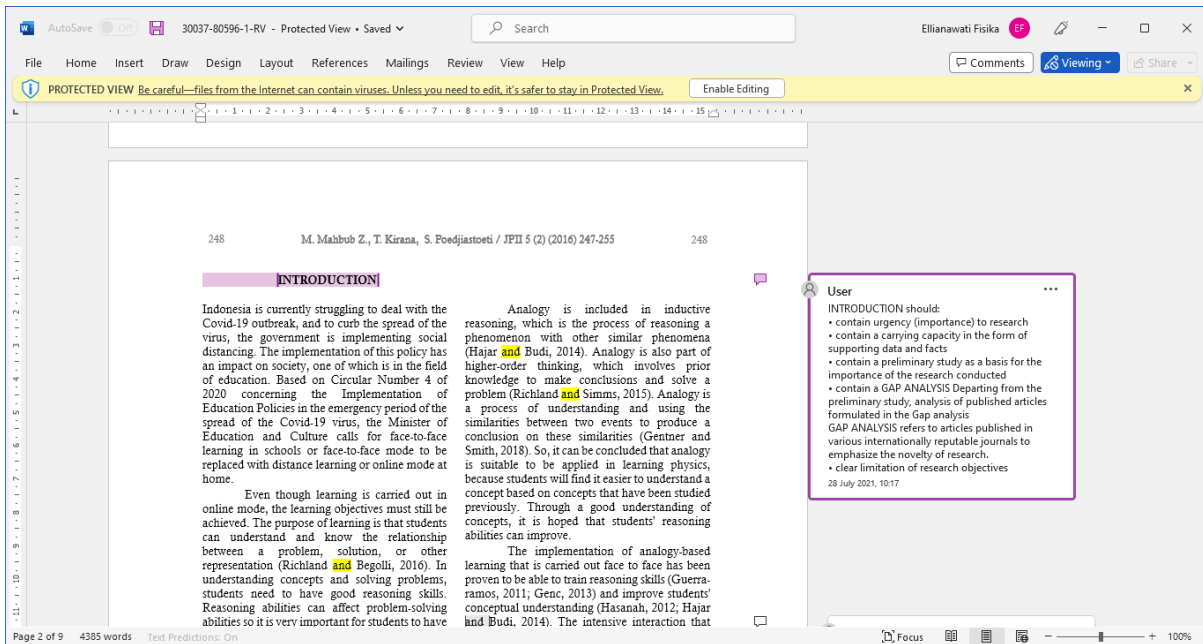 AutoSave Off 30037-80596-1-RV - Protected View • Saved Search Ellianawati Fisika EF
File Home Insert Draw Design Layout References Mailings Review View Help Comments Viewing Share
PROTECTED VIEW Be careful—files from the Internet can contain viruses. Unless you need to edit, it's safer to stay in Protected View. Enable Editing
1 2 3 4 5 6 7 8 9 10 11 12 13 14 15
248 M. Mahbub Z., T. Kirana, S. Poedjiastoeti / JPII 5 (2) (2016) 247-255 248
INTRODUCTION
Indonesia is currently struggling to deal with the
Covid-19 outbreak, and to curb the spread of the
virus, the government is implementing social
distancing. The implementation of this policy has
an impact on society, one of which is in the field
of education. Based on Circular Number 4 of
2020 concerning the Implementation of
Education Policies in the emergency period of the
spread of the Covid-19 virus, the Minister of
Education and Culture calls for face-to-face
learning in schools or face-to-face mode to be
replaced with distance learning or online mode at
home.
Even though learning is carried out in
online mode, the learning objectives must still be
achieved. The purpose of learning is that students
can understand and know the relationship
between a problem, solution, or other
representation (Richland and Begolli, 2016). In
understanding concepts and solving problems,
students need to have good reasoning skills.
Reasoning abilities can affect problem-solving
abilities so it is very important for students to have
Analogy is included in inductive
reasoning, which is the process of reasoning a
phenomenon with other similar phenomena
(Hajar and Budi, 2014). Analogy is also part of
higher-order thinking, which involves prior
knowledge to make conclusions and solve a
problem (Richland and Simms, 2015). Analogy is
a process of understanding and using the
similarities between two events to produce a
conclusion on these similarities (Gentner and
Smith, 2018). So, it can be concluded that analogy
is suitable to be applied in learning physics,
because students will find it easier to understand a
concept based on concepts that have been studied
previously. Through a good understanding of
concepts, it is hoped that students' reasoning
abilities can improve.
The implementation of analogy-based
learning that is carried out face to face has been
proven to be able to train reasoning skills (Guerra-
ramos, 2011; Genc, 2013) and improve students'
conceptual understanding (Hasanah, 2012; Hajar
and Budi, 2014). The intensive interaction that
User
INTRODUCTION should:
• contain urgency (importance) to research
• contain a carrying capacity in the form of
supporting data and facts
• contain a preliminary study as a basis for the
importance of the research conducted
• contain a GAP ANALYSIS Departing from the
preliminary study, analysis of published articles
formulated in the Gap analysis
GAP ANALYSIS refers to articles published in
various internationally reputable journals to
emphasize the novelty of research.
• clear limitation of research objectives
28 July 2021, 10:17
Page 2 of 9 4385 words Text Predictions: On Focus 100%